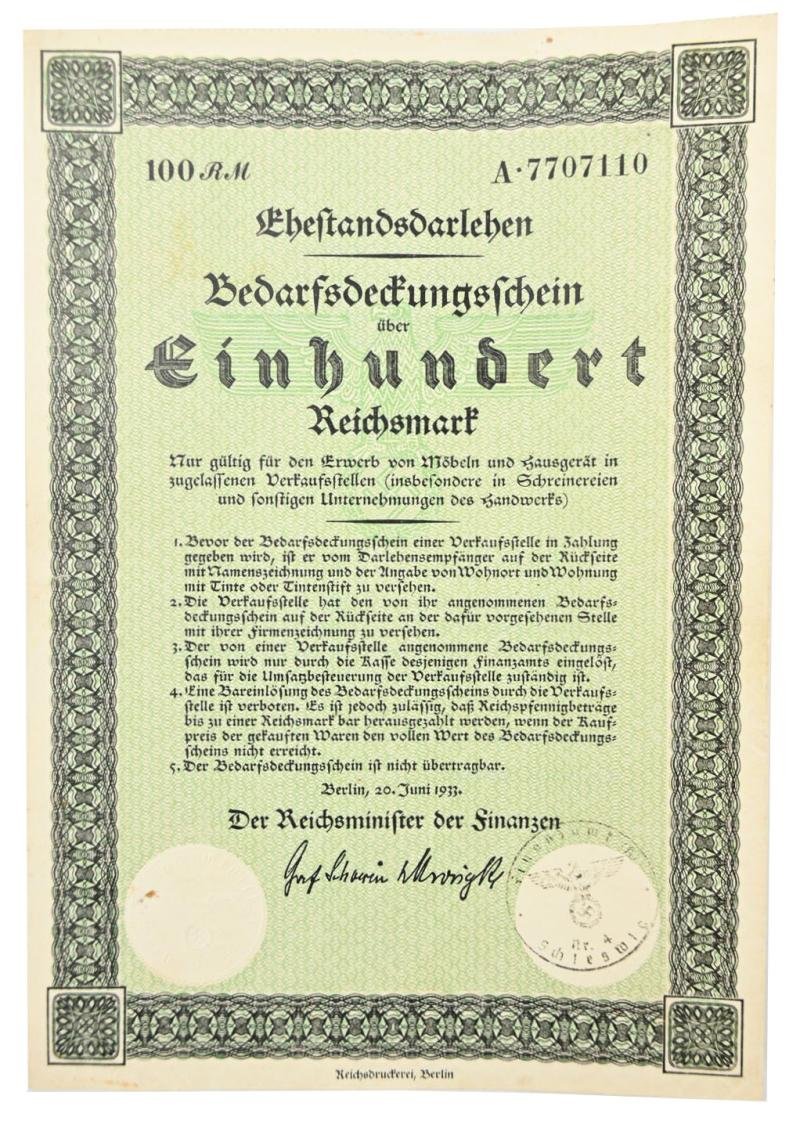 100 RM
A·7707110
Eheſtandsdarlehen
Bedarfsdeckungsſchein
über
Einhundert
Reichsmark
Nur gültig für den Erwerb von Möbeln und Hausgerät in
zugelaſſenen Verkaufsſtellen (insbeſondere in Schreinereien
und ſonſtigen Unternehmungen des Handwerks)
1. Bevor der Bedarfsdeckungsſchein einer Verkaufsſtelle in Zahlung
gegeben wird, iſt er vom Darlehensempfänger auf der Rückſeite
mit Namenszeichnung und der Angabe von Wohnort und Wohnung
mit Tinte oder Tintenſtift zu verſehen.
2. Die Verkaufsſtelle hat den von ihr angenommenen Bedarfs-
deckungsſchein auf der Rückſeite an der dafür vorgeſehenen Stelle
mit ihrer Firmenzeichnung zu verſehen.
3. Der von einer Verkaufsſtelle angenommene Bedarfsdeckungs-
ſchein wird nur durch die Kaſſe desjenigen Finanzamts eingelöſt,
das für die Umſatzbeſteuerung der Verkaufsſtelle zuſtändig iſt.
4. Eine Bareinlöſung des Bedarfsdeckungsſcheins durch die Verkaufs-
ſtelle iſt verboten. Es iſt jedoch zuläſſig, daß Reichspfennigbeträge
bis zu einer Reichsmark bar herausgezahlt werden, wenn der Kauf-
preis der gekauften Waren den vollen Wert des Bedarfsdeckungs-
ſcheins nicht erreicht.
5. Der Bedarfsdeckungsſchein iſt nicht übertragbar.
Berlin, 20. Juni 1933.
Der Reichsminiſter der Finanzen
Graf Schwerin v Krosigk
Finanzamt
Nr. 4
Schleswig
Reichsdruckerei, Berlin